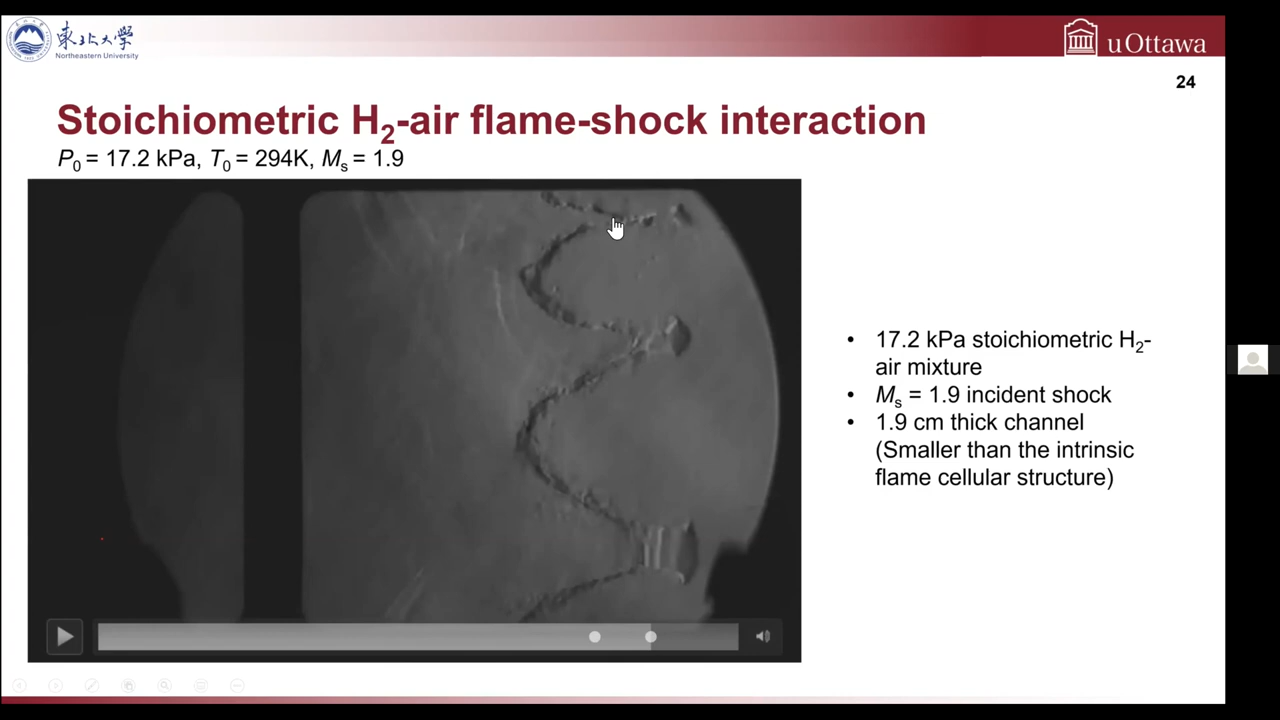 東北大学
Northeastern University
uOttawa
24
Stoichiometric H2-air flame-shock interaction
P0 = 17.2 kPa, T0 = 294K, Ms = 1.9
• 17.2 kPa stoichiometric H2-
air mixture
• Ms = 1.9 incident shock
• 1.9 cm thick channel
(Smaller than the intrinsic
flame cellular structure)